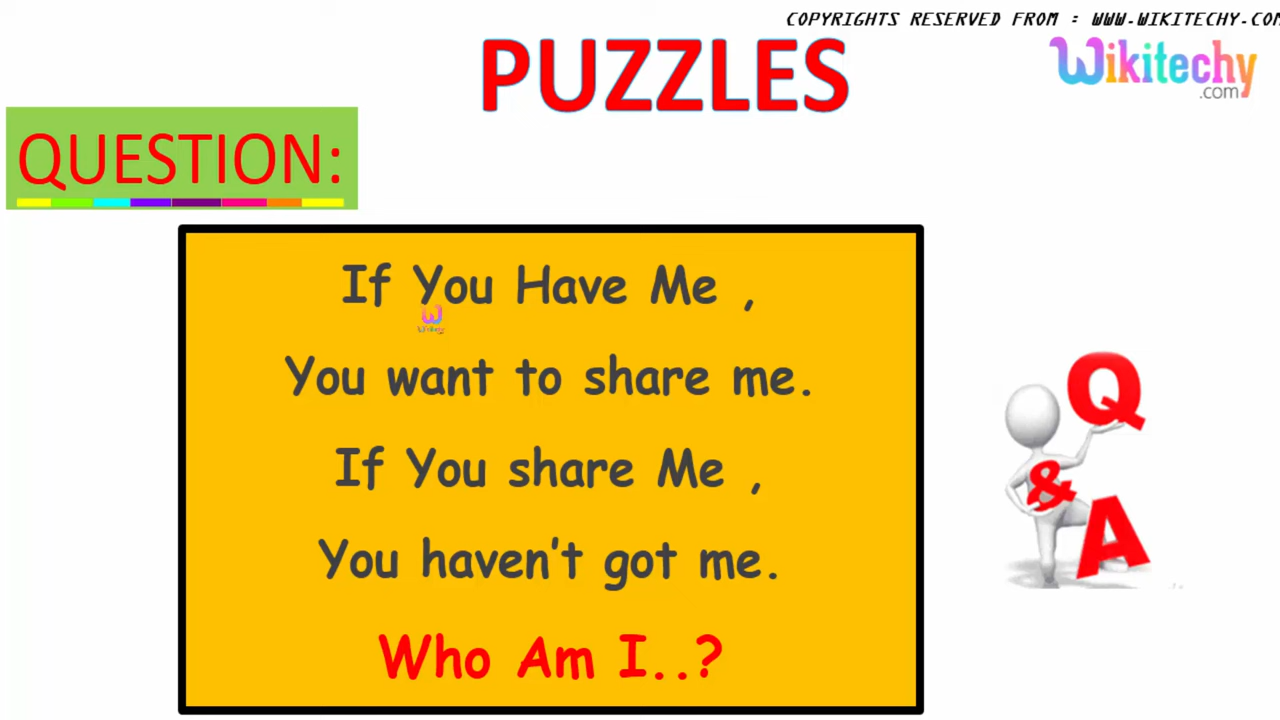 COPYRIGHTS RESERVED FROM : WWW.WIKITECHY.COM
PUZZLES
Wikitechy
.com
QUESTION:
If You Have Me ,
You want to share me.
If You share Me ,
You haven't got me.
Who Am I..?
Q
&
A